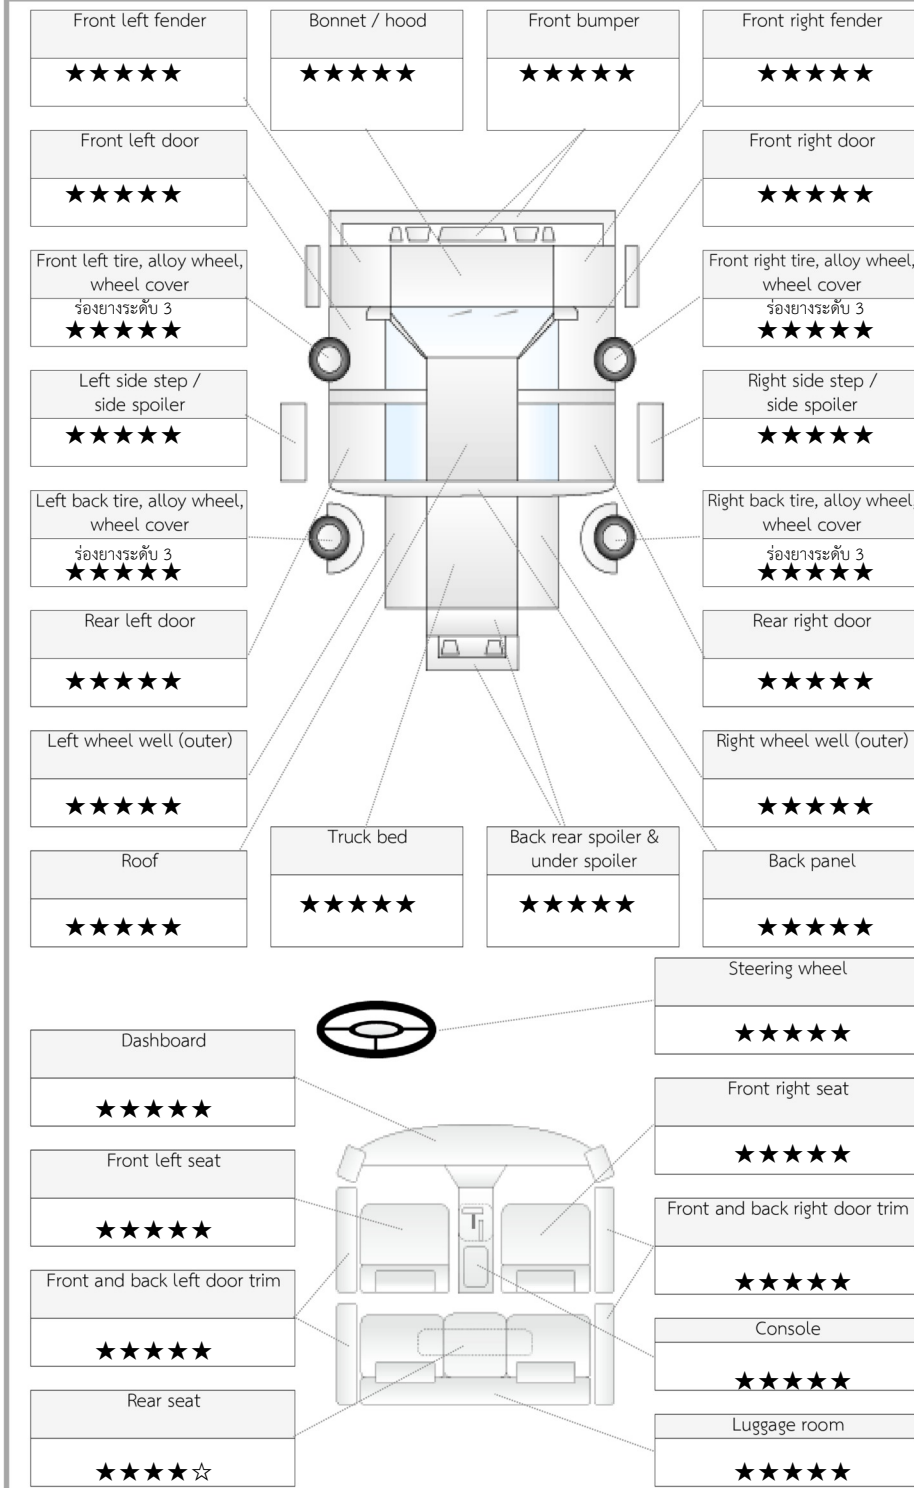 Front left fender
★★★★★
Bonnet / hood
★★★★★
Front bumper
★★★★★
Front right fender
★★★★★
Front left door
★★★★★
Front right door
★★★★★
Front left tire, alloy wheel,
wheel cover
ร่องยางระดับ 3
★★★★★
Front right tire, alloy wheel,
wheel cover
ร่องยางระดับ 3
★★★★★
Left side step /
side spoiler
★★★★★
Right side step /
side spoiler
★★★★★
Left back tire, alloy wheel,
wheel cover
ร่องยางระดับ 3
★★★★★
Right back tire, alloy wheel
wheel cover
ร่องยางระดับ 3
★★★★★
Rear left door
★★★★★
Rear right door
★★★★★
Left wheel well (outer)
★★★★★
Right wheel well (outer)
★★★★★
Roof
★★★★★
Truck bed
★★★★★
Back rear spoiler &
under spoiler
★★★★★
Back panel
★★★★★
Steering wheel
★★★★★
Dashboard
★★★★★
Front right seat
★★★★★
Front left seat
★★★★★
Front and back right door trim
★★★★★
Front and back left door trim
★★★★★
Console
★★★★★
Rear seat
★★★★☆
Luggage room
★★★★★